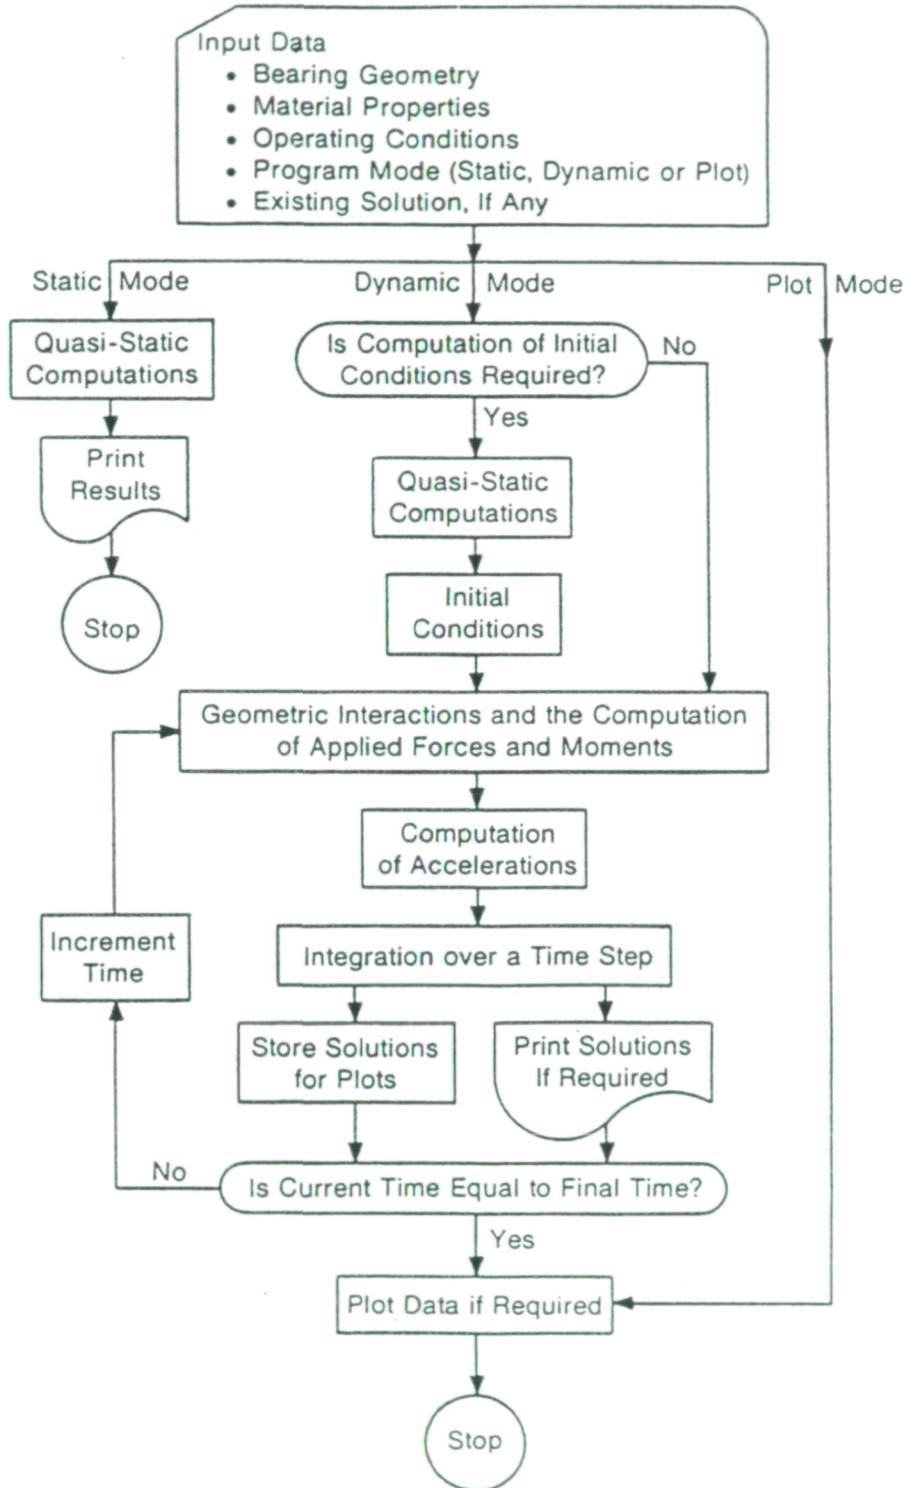 Input Data
• Bearing Geometry
• Material Properties
• Operating Conditions
• Program Mode (Static, Dynamic or Plot)
• Existing Solution, If Any
Static Mode
Dynamic Mode
Plot Mode
Quasi-Static
Computations
Is Computation of Initial
Conditions Required?
No
Yes
Print
Results
Quasi-Static
Computations
Stop
Initial
Conditions
Geometric Interactions and the Computation
of Applied Forces and Moments
Computation
of Accelerations
Increment
Time
Integration over a Time Step
Store Solutions
for Plots
Print Solutions
If Required
No
Is Current Time Equal to Final Time?
Yes
Plot Data if Required
Stop